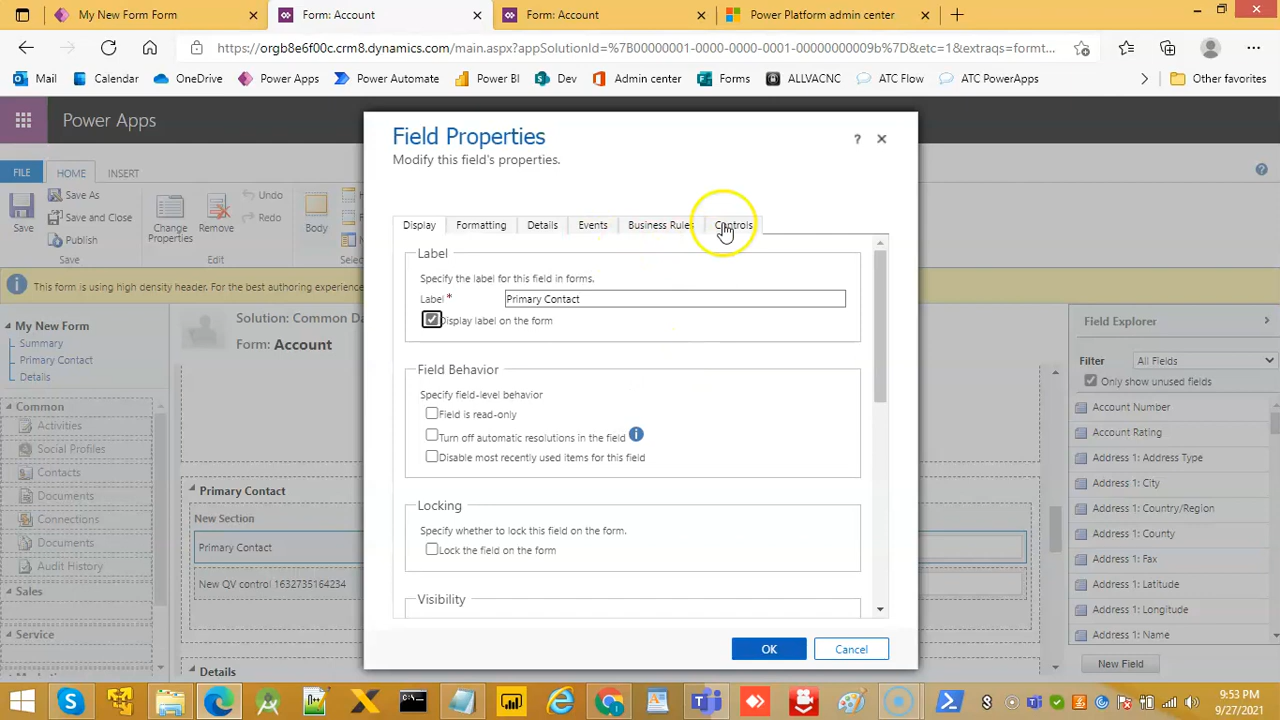 My New Form Form
Form: Account
Form: Account
Power Platform admin center
https://orgb8e6f00c.crm8.dynamics.com/main.aspx?appSolutionId=%7B00000001-0000-0000-0001-00000000009b%7D&etc=1&extraqs=formt...
Mail
Calendar
OneDrive
Power Apps
Power Automate
Power BI
Dev
Admin center
Forms
ALLVACNC
ATC Flow
ATC PowerApps
Other favorites
Power Apps
FILE
HOME
INSERT
Save
Save As
Save and Close
Publish
Save
Change Properties
Remove
Undo
Redo
Edit
Body
This form is using high density header. For the best authoring experience
My New Form
Summary
Primary Contact
Details
Common
Activities
Social Profiles
Contacts
Documents
Connections
Documents
Audit History
Sales
Service
Solution: Common Da
Form: Account
Primary Contact
New Section
Primary Contact
New QV control 1632735164234
Details
Field Properties
Modify this field's properties.
?
Display
Formatting
Details
Events
Business Rules
Controls
Label
Specify the label for this field in forms.
Label *
Primary Contact
Display label on the form
Field Behavior
Specify field-level behavior
Field is read-only
Turn off automatic resolutions in the field
Disable most recently used items for this field
Locking
Specify whether to lock this field on the form.
Lock the field on the form
Visibility
OK
Cancel
Field Explorer
Filter
All Fields
Only show unused fields
Account Number
Account Rating
Address 1: Address Type
Address 1: City
Address 1: Country/Region
Address 1: County
Address 1: Fax
Address 1: Latitude
Address 1: Longitude
Address 1: Name
New Field
9:53 PM
9/27/2021